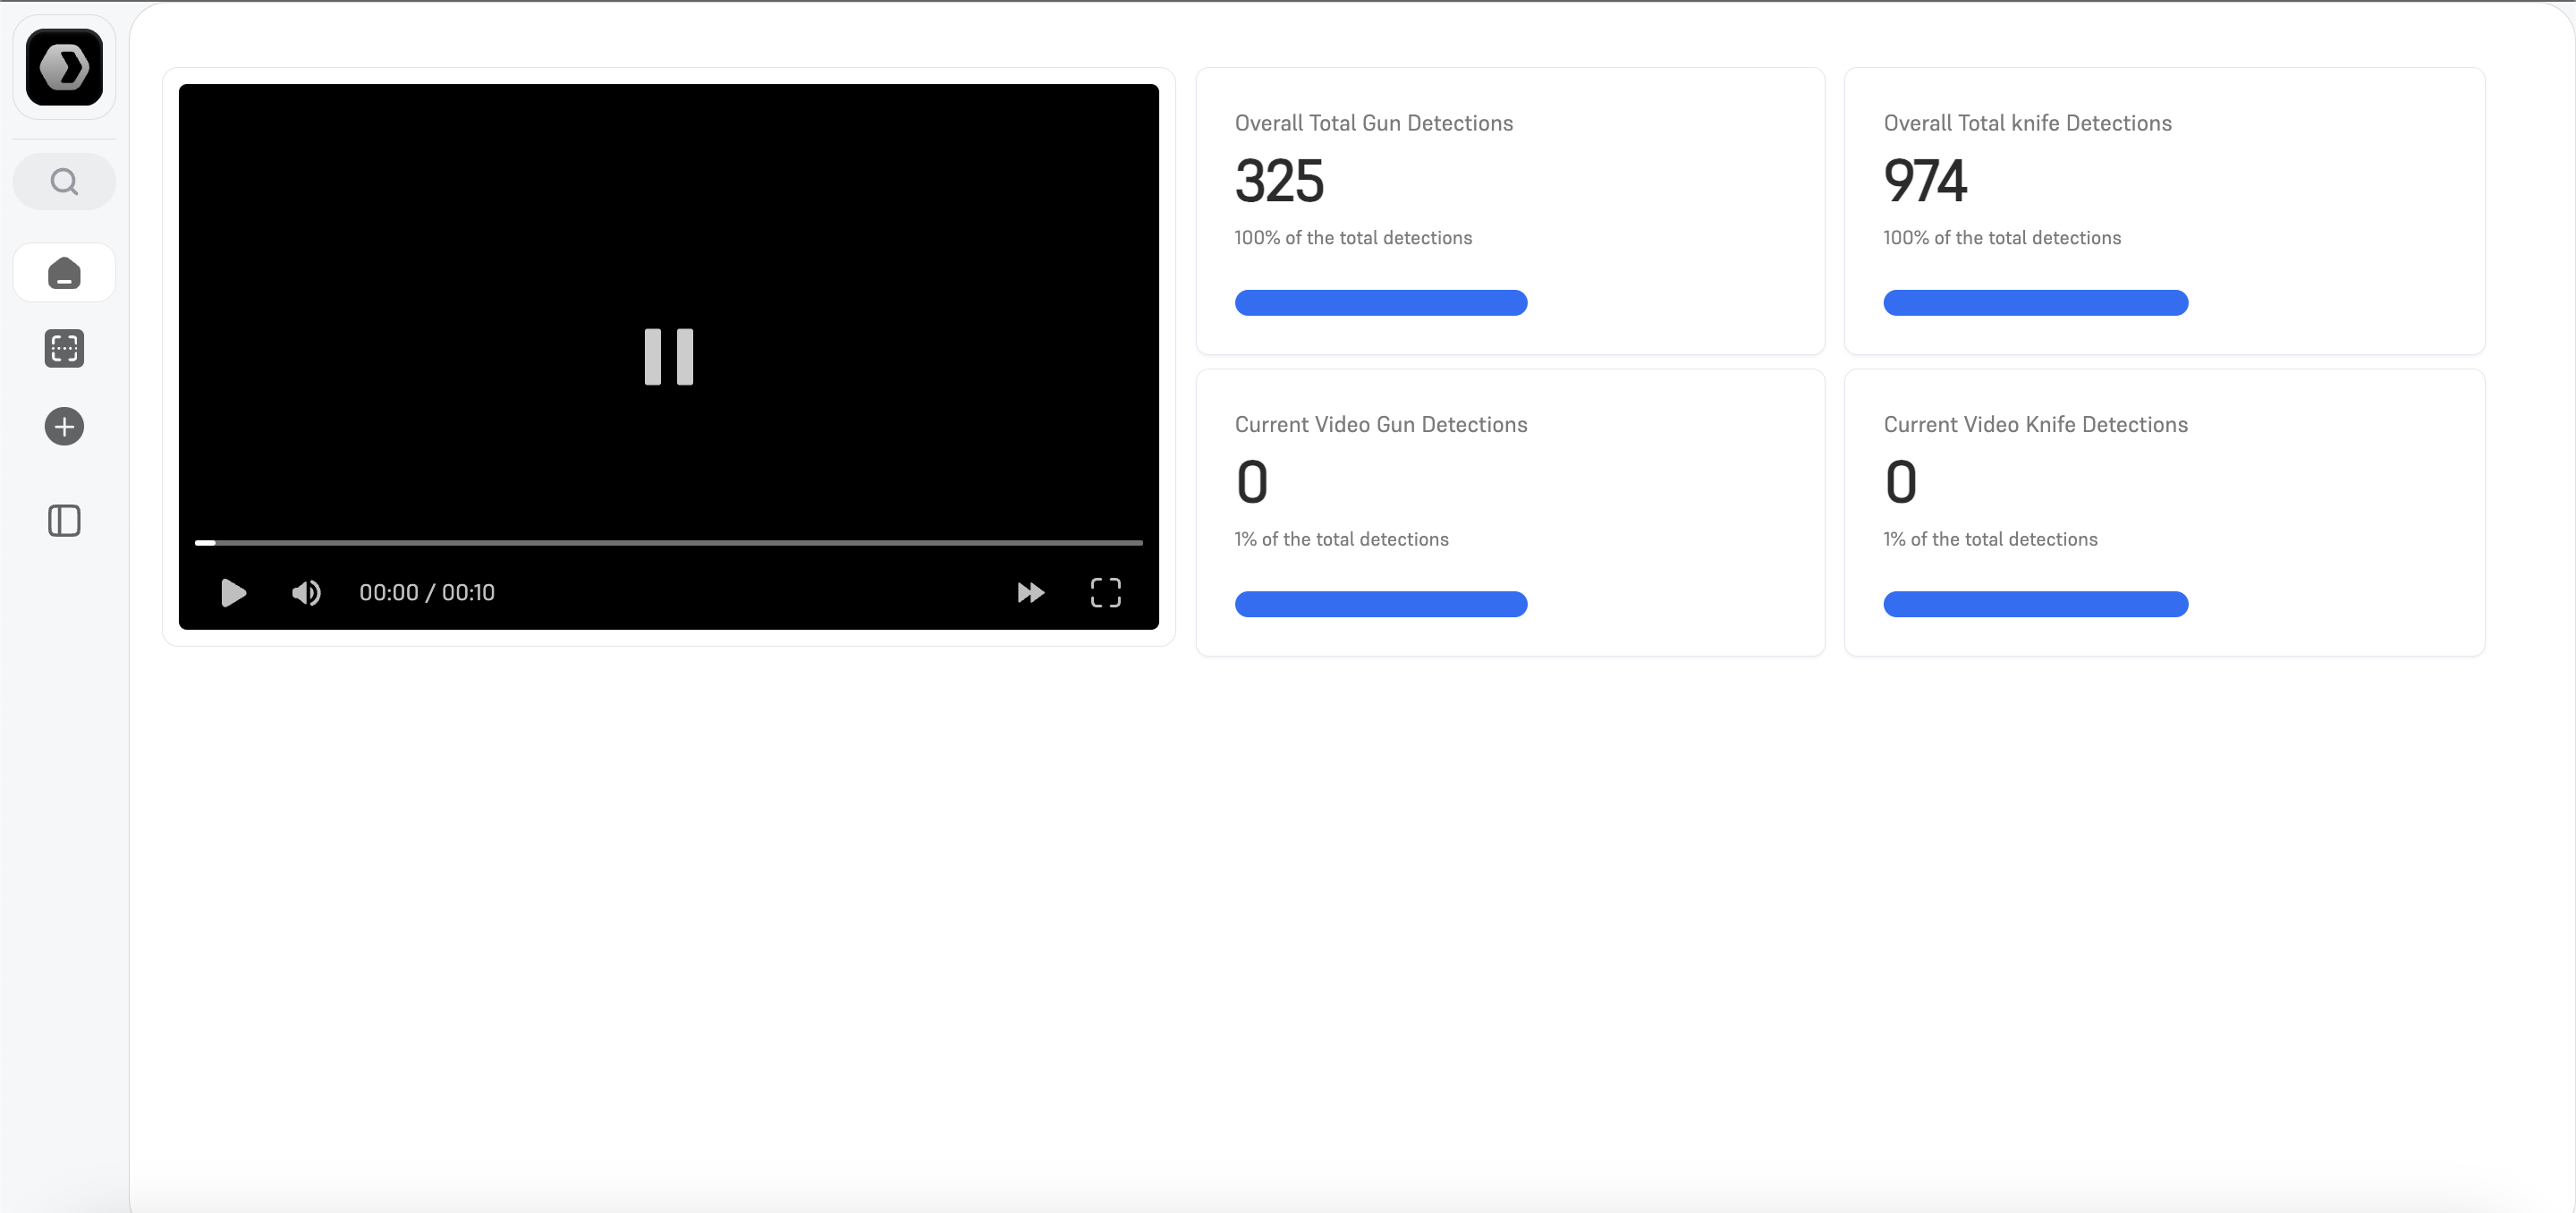 Overall Total Gun Detections
325
100% of the total detections
Overall Total knife Detections
974
100% of the total detections
Current Video Gun Detections
0
1% of the total detections
Current Video Knife Detections
0
1% of the total detections
00:00 / 00:10